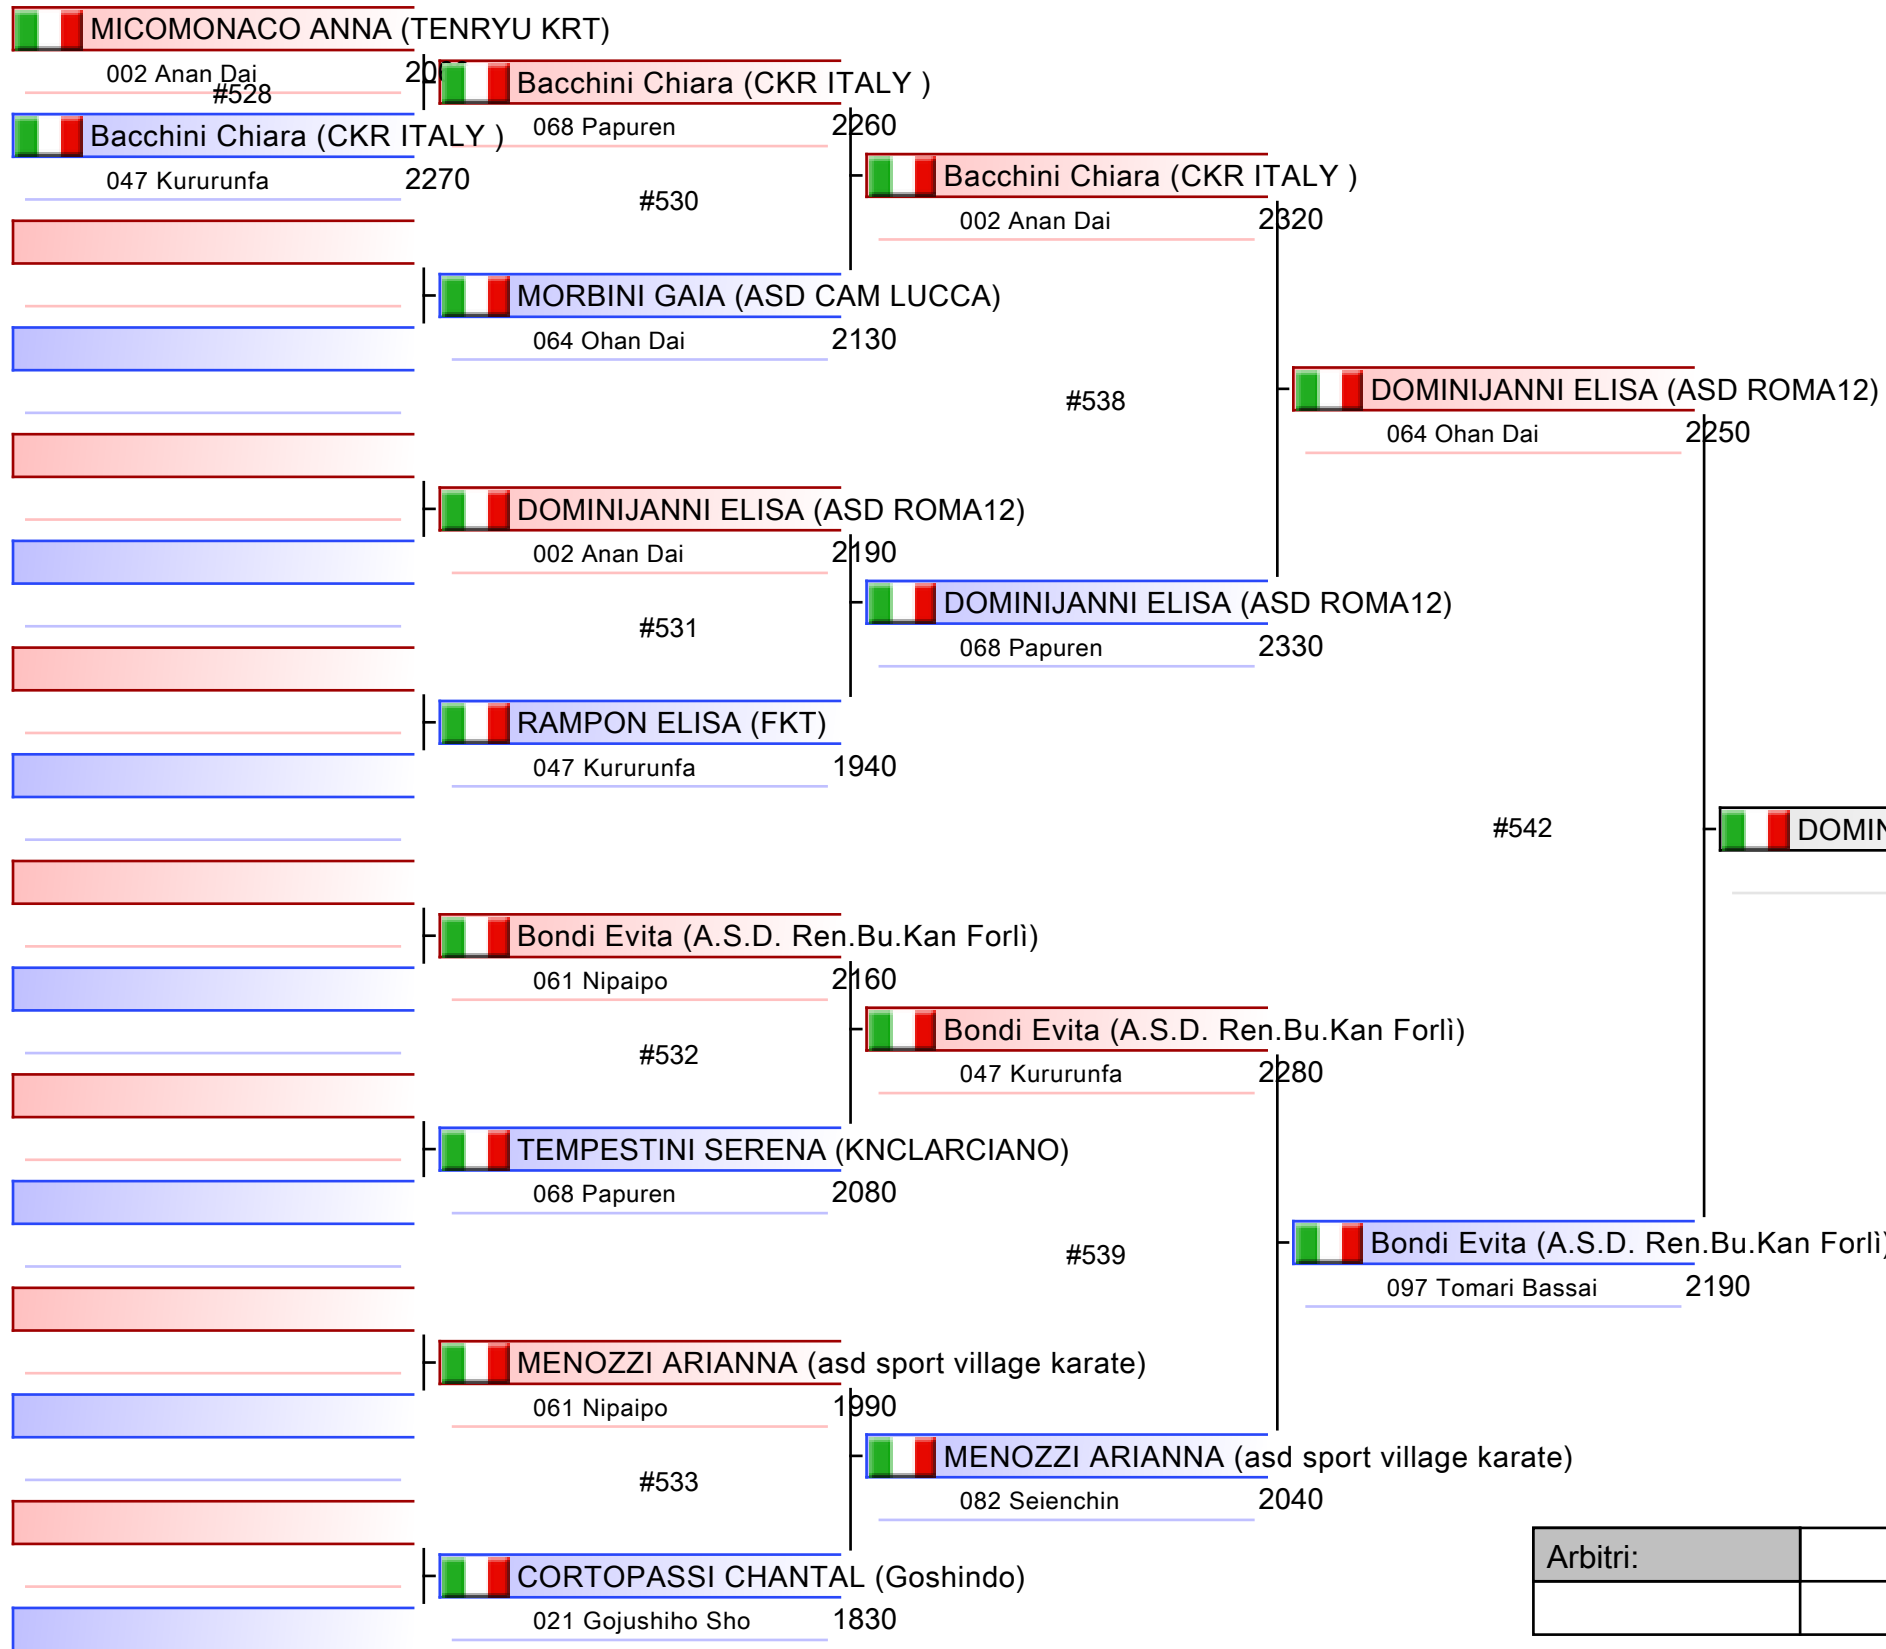 MICOMONACO ANNA (TENRYU KRT)
002 Anan Dai
#528
Bacchini Chiara (CKR ITALY )
047 Kururunfa 2270
Bacchini Chiara (CKR ITALY )
068 Papuren 2260
#530
MORBINI GAIA (ASD CAM LUCCA)
064 Ohan Dai 2130
DOMINIJANNI ELISA (ASD ROMA12)
002 Anan Dai 2190
#531
RAMPON ELISA (FKT)
047 Kururunfa 1940
Bondi Evita (A.S.D. Ren.Bu.Kan Forlì)
061 Nipaipo 2160
#532
TEMPESTINI SERENA (KNCLARCIANO)
068 Papuren 2080
MENOZZI ARIANNA (asd sport village karate)
061 Nipaipo 1990
#533
CORTOPASSI CHANTAL (Goshindo)
021 Gojushiho Sho 1830
Bacchini Chiara (CKR ITALY )
002 Anan Dai 2320
#538
DOMINIJANNI ELISA (ASD ROMA12)
068 Papuren 2330
Bondi Evita (A.S.D. Ren.Bu.Kan Forlì)
047 Kururunfa 2280
#539
MENOZZI ARIANNA (asd sport village karate)
082 Seienchin 2040
DOMINIJANNI ELISA (ASD ROMA12)
064 Ohan Dai 2250
#542
Bondi Evita (A.S.D. Ren.Bu.Kan Forlì)
097 Tomari Bassai 2190
Arbitri: